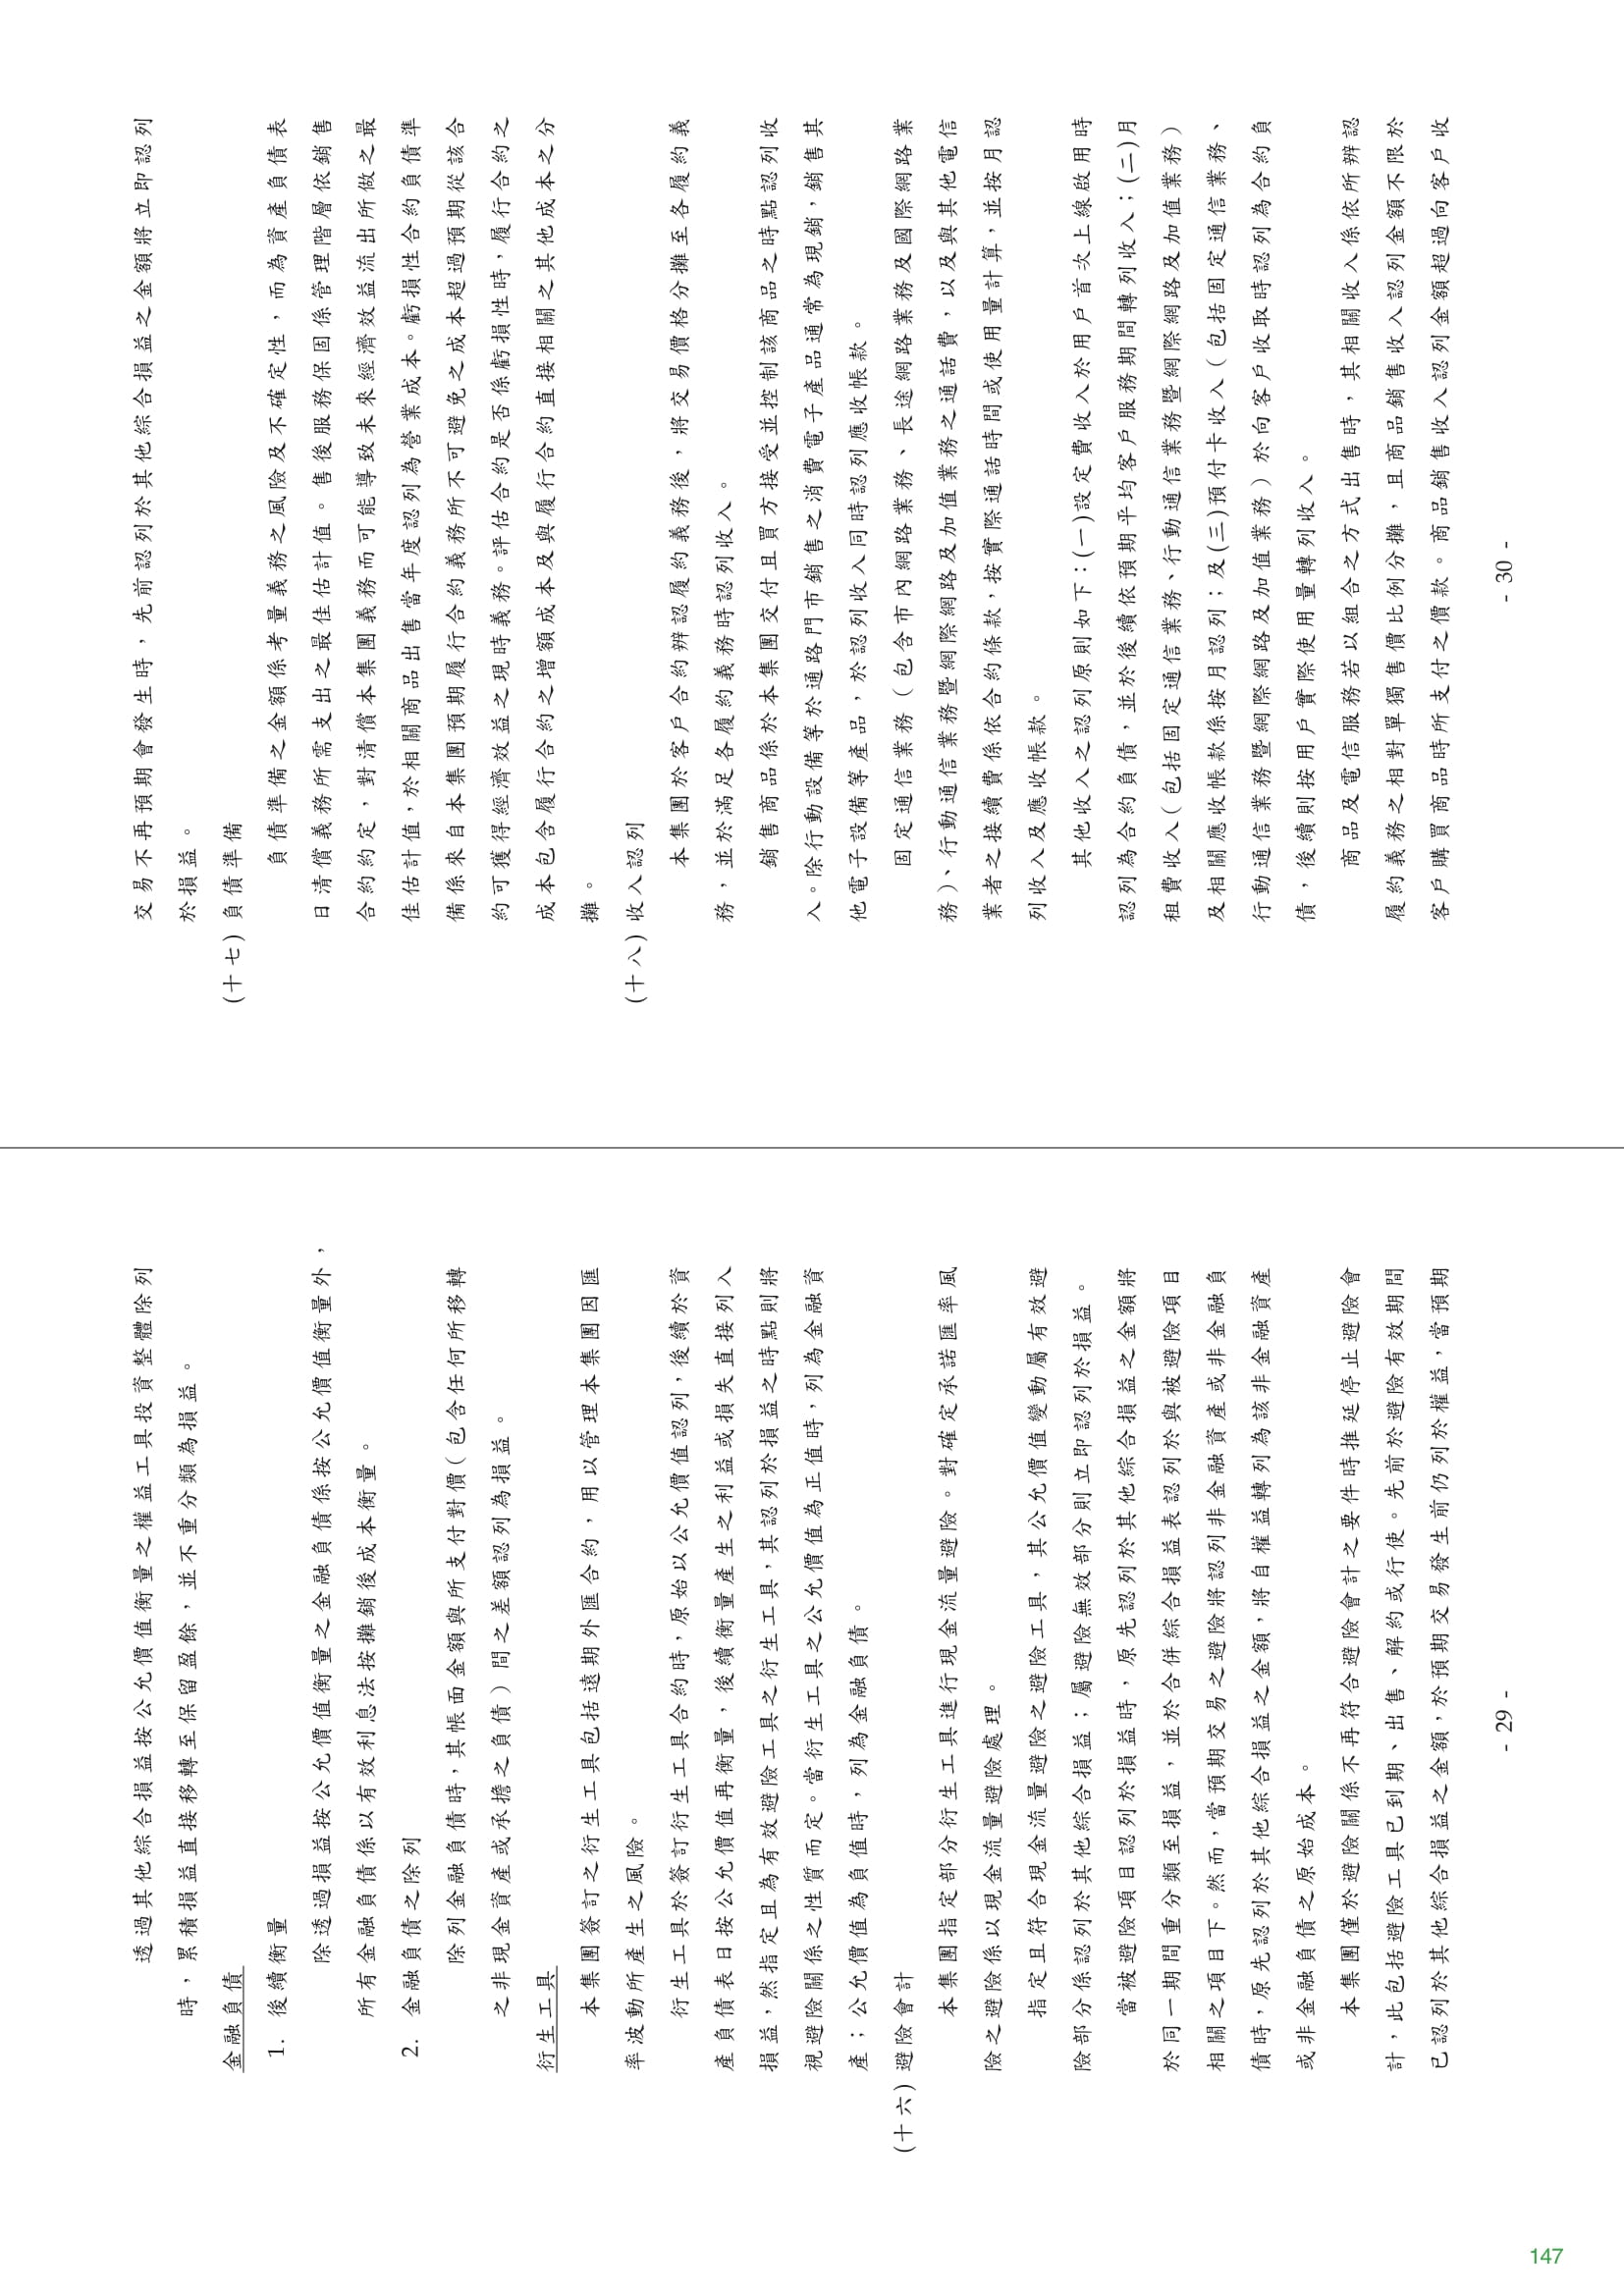 透過其他綜合損益按公允價值衡量之權益工具投資整體除列
時，累積損益直接移轉至保留盈餘，並不重分類為損益。
金融負債
1. 後續衡量
除透過損益按公允價值衡量之金融負債係按公允價值衡量外，
所有金融負債係以有效利息法按攤銷後成本衡量。
2. 金融負債之除列
除列金融負債時，其帳面金額與所支付對價（包含任何所移轉
之非現金資產或承擔之負債）間之差額認列為損益。
衍生工具
本集團簽訂之衍生工具包括遠期外匯合約，用以管理本集團因匯
率波動所產生之風險。
衍生工具於簽訂衍生工具合約時，原始以公允價值認列，後續於資
產負債表日按公允價值再衡量，後續衡量產生之利益或損失直接列入
損益，然指定且為有效避險工具之衍生工具，其認列於損益之時點則將
視避險關係之性質而定。當衍生工具之公允價值為正值時，列為金融資
產；公允價值為負值時，列為金融負債。
(十六) 避險會計
本集團指定部分衍生工具進行現金流量避險。對確定承諾匯率風
險之避險係以現金流量避險處理。
指定且符合現金流量避險之避險工具，其公允價值變動屬有效避
險部分係認列於其他綜合損益；屬避險無效部分則立即認列於損益。
當被避險項目認列於損益時，原先認列於其他綜合損益之金額將
於同一期間重分類至損益，並於合併綜合損益表認列於與被避險項目
相關之項目下。然而，當預期交易之避險將認列非金融資產或非金融負
債時，原先認列於其他綜合損益之金額，將自權益轉列為該非金融資產
或非金融負債之原始成本。
本集團僅於避險關係不再符合避險會計之要件時推延停止避險會
計，此包括避險工具已到期、出售、解約或行使。先前於避險有效期間
已認列於其他綜合損益之金額，於預期交易發生前仍列於權益，當預期
- 29 -
交易不再預期會發生時，先前認列於其他綜合損益之金額將立即認列
於損益。
(十七) 負債準備
負債準備之金額係考量義務之風險及不確定性，而為資產負債表
日清償義務所需支出之最佳估計值。售後服務保固係管理階層依銷售
合約約定，對清償本集團義務而可能導致未來經濟效益流出所做之最
佳估計值，於相關商品出售當年度認列為營業成本。虧損性合約負債準
備係來自本集團預期履行合約義務所不可避免之成本超過預期從該合
約可獲得經濟效益之現時義務。評估合約是否係虧損性時，履行合約之
成本包含履行合約之增額成本及與履行合約直接相關之其他成本之分
攤。
(十八) 收入認列
本集團於客戶合約辨認履約義務後，將交易價格分攤至各履約義
務，並於滿足各履約義務時認列收入。
銷售商品係於本集團交付且買方接受並控制該商品之時點認列收
入。除行動設備等於通路門市銷售之消費電子產品通常為現銷，銷售其
他電子設備等產品，於認列收入同時認列應收帳款。
固定通信業務（包含市內網路業務、長途網路業務及國際網路業
務）、行動通信業務暨網際網路及加值業務之通話費，以及與其他電信
業者之接續費係依合約條款，按實際通話時間或使用量計算，並按月認
列收入及應收帳款。
其他收入之認列原則如下：(一)設定費收入於用戶首次上線啟用時
認列為合約負債，並於後續依預期平均客戶服務期間轉列收入；(二)月
租費收入（包括固定通信業務、行動通信業務暨網際網路及加值業務）
及相關應收帳款係按月認列；及(三)預付卡收入（包括固定通信業務、
行動通信業務暨網際網路及加值業務）於向客戶收取時認列為合約負
債，後續則按用戶實際使用量轉列收入。
商品及電信服務若以組合之方式出售時，其相關收入係依所辨認
履約義務之相對單獨售價比例分攤，且商品銷售收入認列金額不限於
客戶購買商品時所支付之價款。商品銷售收入認列金額超過向客戶收
- 30 -
147